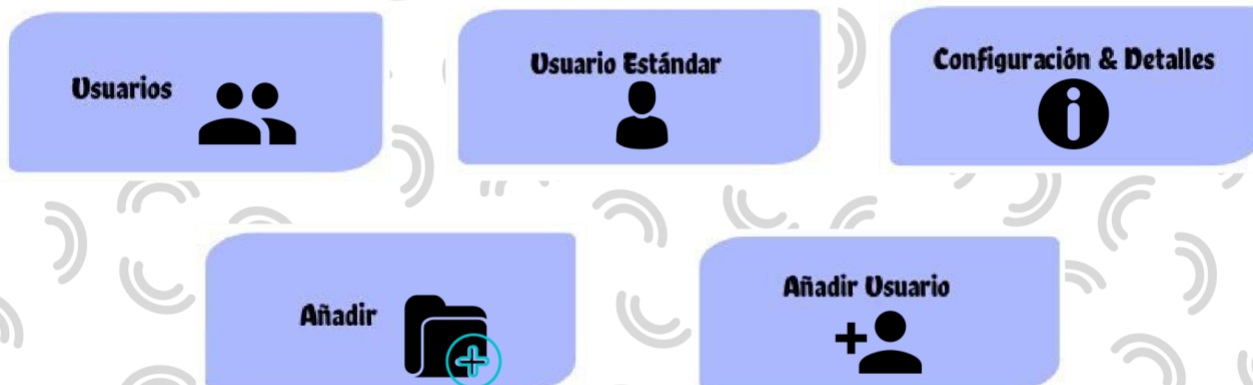 Usuarios
Usuario Estándar
Configuración & Detalles
Añadir
Añadir Usuario